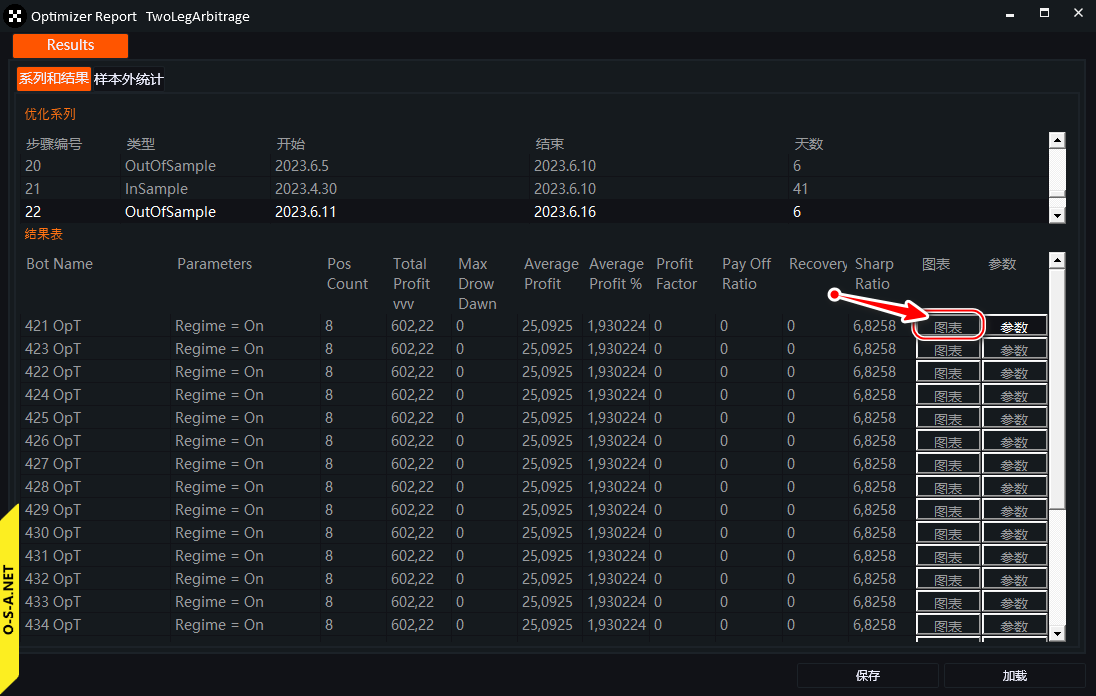 Optimizer Report TwoLegArbitrage
Results
系列和结果 样本外统计
优化系列
步骤编号 类型 开始 结束 天数
20 OutOfSample 2023.6.5 2023.6.10 6
21 InSample 2023.4.30 2023.6.10 41
22 OutOfSample 2023.6.11 2023.6.16 6
结果表
Bot Name Parameters Pos Total Max Average Average Profit Pay Off Recovery Sharp 图表 参数
Count Profit Drow Profit Profit % Factor Ratio Ratio
vvv Dawn
421 OpT Regime = On 8 602,22 0 25,0925 1,930224 0 0 0 6,8258 图表 参数
423 OpT Regime = On 8 602,22 0 25,0925 1,930224 0 0 0 6,8258 图表 参数
422 OpT Regime = On 8 602,22 0 25,0925 1,930224 0 0 0 6,8258 图表 参数
424 OpT Regime = On 8 602,22 0 25,0925 1,930224 0 0 0 6,8258 图表 参数
425 OpT Regime = On 8 602,22 0 25,0925 1,930224 0 0 0 6,8258 图表 参数
426 OpT Regime = On 8 602,22 0 25,0925 1,930224 0 0 0 6,8258 图表 参数
427 OpT Regime = On 8 602,22 0 25,0925 1,930224 0 0 0 6,8258 图表 参数
428 OpT Regime = On 8 602,22 0 25,0925 1,930224 0 0 0 6,8258 图表 参数
429 OpT Regime = On 8 602,22 0 25,0925 1,930224 0 0 0 6,8258 图表 参数
430 OpT Regime = On 8 602,22 0 25,0925 1,930224 0 0 0 6,8258 图表 参数
431 OpT Regime = On 8 602,22 0 25,0925 1,930224 0 0 0 6,8258 图表 参数
432 OpT Regime = On 8 602,22 0 25,0925 1,930224 0 0 0 6,8258 图表 参数
433 OpT Regime = On 8 602,22 0 25,0925 1,930224 0 0 0 6,8258 图表 参数
434 OpT Regime = On 8 602,22 0 25,0925 1,930224 0 0 0 6,8258 图表 参数
O-S-A.NET
保存 加载